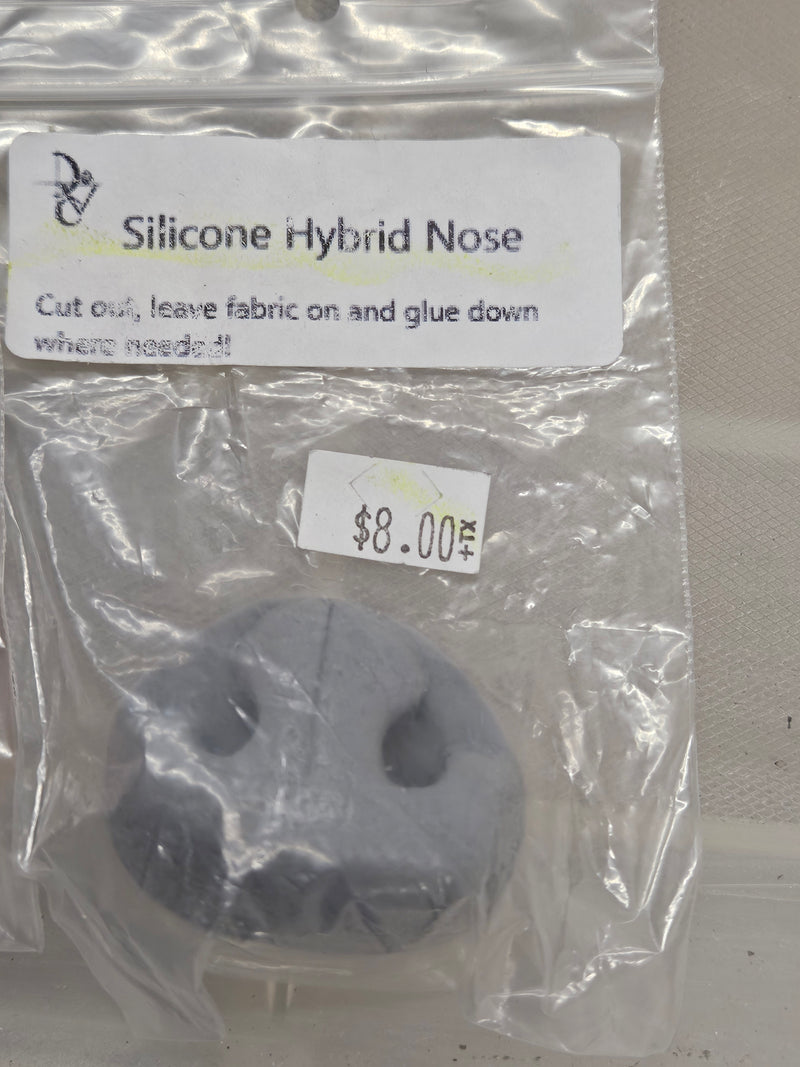 Silicone Hybrid Nose
Cut out, leave fabric on and glue down
where needed!
$8.00
+TX